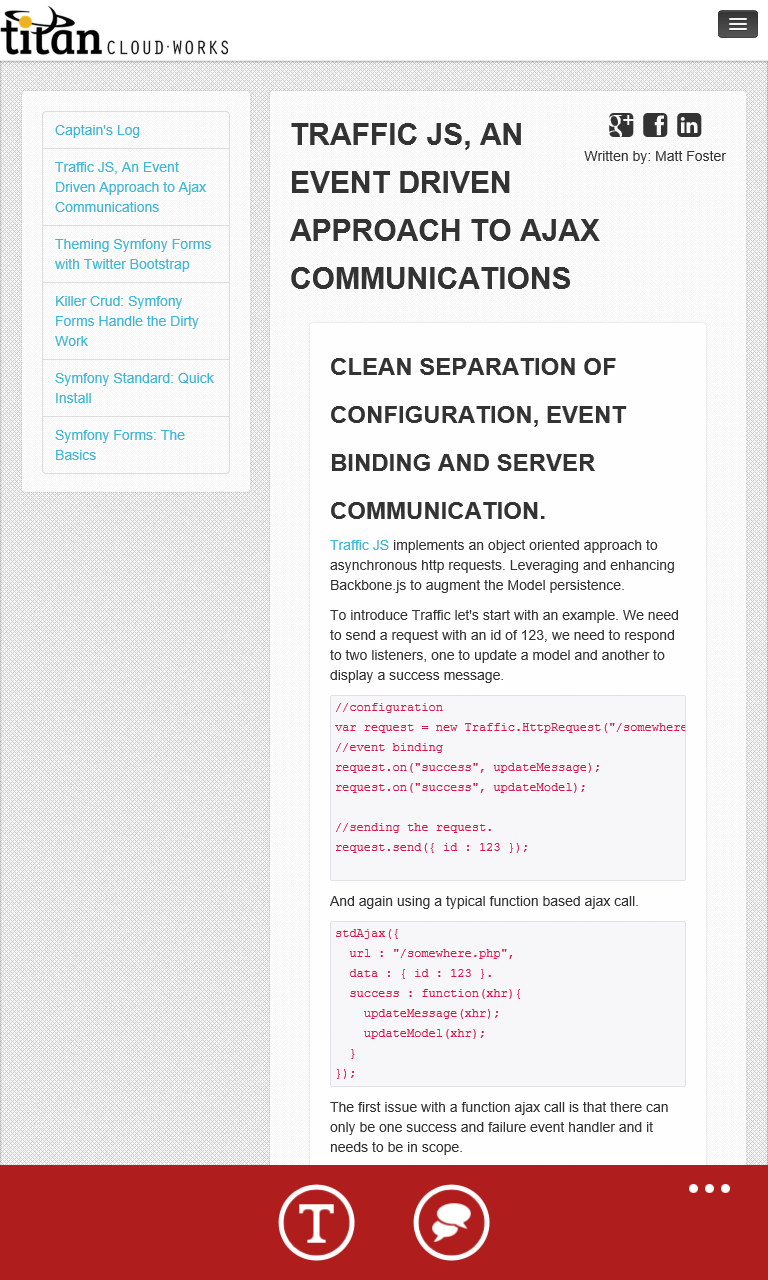 titan CLOUD·WORKS
Captain's Log
Traffic JS, An Event
Driven Approach to Ajax
Communications
Theming Symfony Forms
with Twitter Bootstrap
Killer Crud: Symfony
Forms Handle the Dirty
Work
Symfony Standard: Quick
Install
Symfony Forms: The
Basics
TRAFFIC JS, AN
EVENT DRIVEN
APPROACH TO AJAX
COMMUNICATIONS
g+ f in
Written by: Matt Foster
CLEAN SEPARATION OF
CONFIGURATION, EVENT
BINDING AND SERVER
COMMUNICATION.
Traffic JS implements an object oriented approach to
asynchronous http requests. Leveraging and enhancing
Backbone.js to augment the Model persistence.
To introduce Traffic let's start with an example. We need
to send a request with an id of 123, we need to respond
to two listeners, one to update a model and another to
display a success message.
//configuration
var request = new Traffic.HttpRequest("/somewhere
//event binding
request.on("success", updateMessage);
request.on("success", updateModel);
//sending the request.
request.send({ id : 123 });
And again using a typical function based ajax call.
stdAjax({
url : "/somewhere.php",
data : { id : 123 }.
success : function(xhr){
updateMessage(xhr);
updateModel(xhr);
}
});
The first issue with a function ajax call is that there can
only be one success and failure event handler and it
needs to be in scope.
T